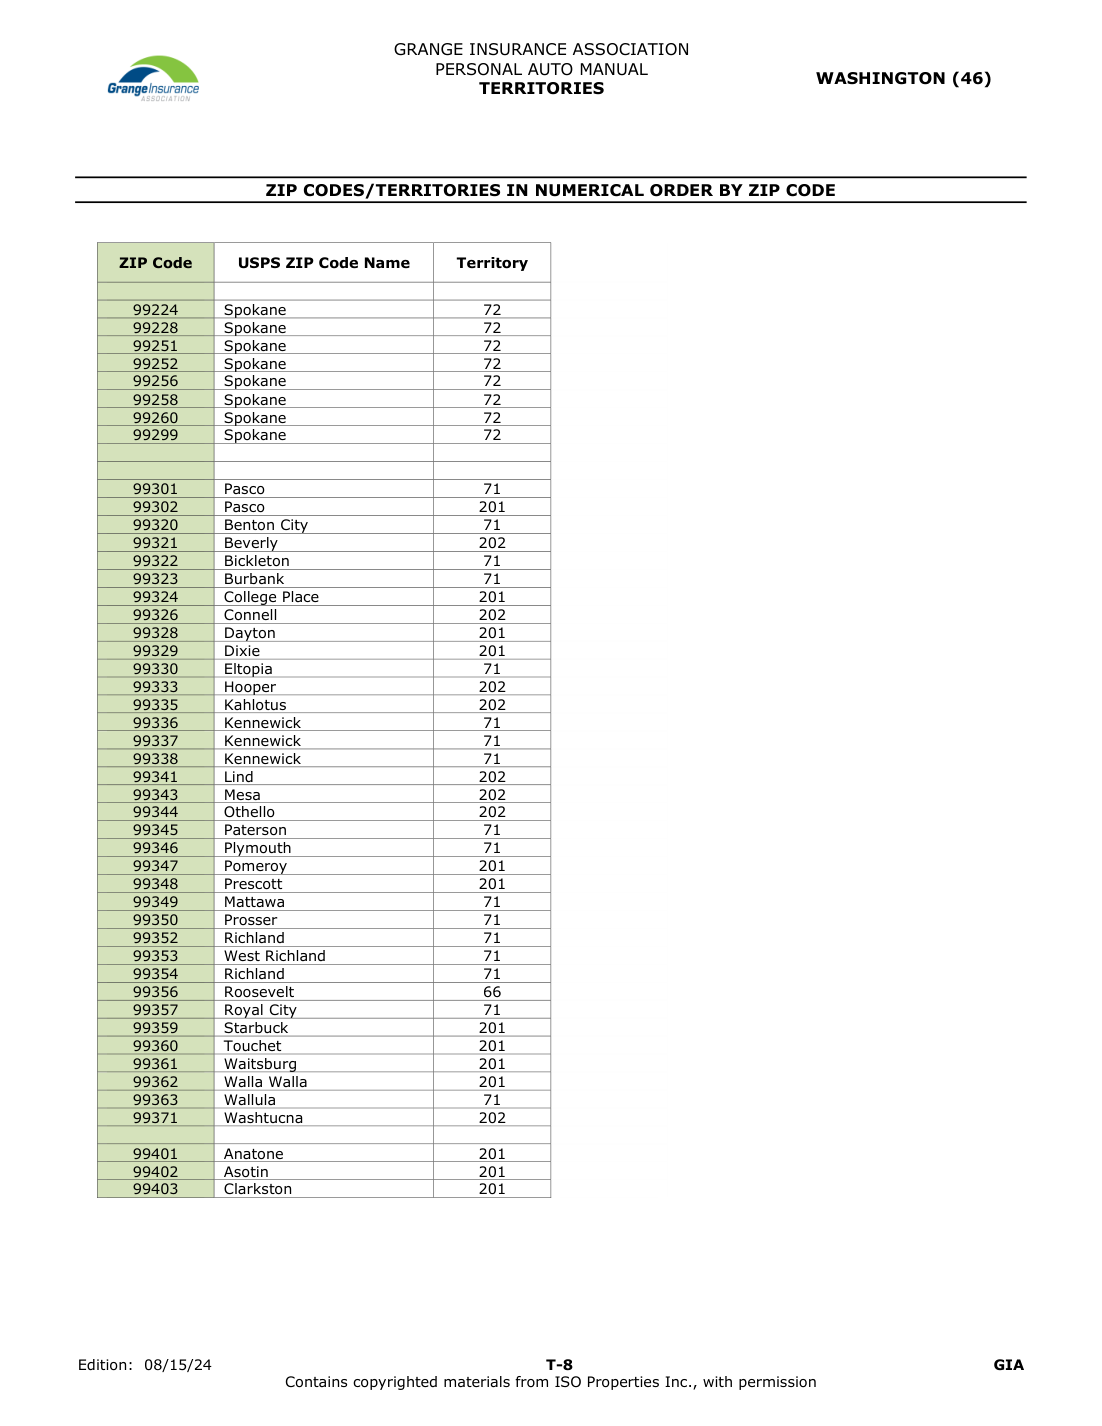 GRANGE INSURANCE ASSOCIATION
PERSONAL AUTO MANUAL
TERRITORIES
WASHINGTON (46)
GrangeInsurance
ASSOCIATION
ZIP CODES/TERRITORIES IN NUMERICAL ORDER BY ZIP CODE
ZIP Code USPS ZIP Code Name Territory
99224 Spokane 72
99228 Spokane 72
99251 Spokane 72
99252 Spokane 72
99256 Spokane 72
99258 Spokane 72
99260 Spokane 72
99299 Spokane 72
99301 Pasco 71
99302 Pasco 201
99320 Benton City 71
99321 Beverly 202
99322 Bickleton 71
99323 Burbank 71
99324 College Place 201
99326 Connell 202
99328 Dayton 201
99329 Dixie 201
99330 Eltopia 71
99333 Hooper 202
99335 Kahlotus 202
99336 Kennewick 71
99337 Kennewick 71
99338 Kennewick 71
99341 Lind 202
99343 Mesa 202
99344 Othello 202
99345 Paterson 71
99346 Plymouth 71
99347 Pomeroy 201
99348 Prescott 201
99349 Mattawa 71
99350 Prosser 71
99352 Richland 71
99353 West Richland 71
99354 Richland 71
99356 Roosevelt 66
99357 Royal City 71
99359 Starbuck 201
99360 Touchet 201
99361 Waitsburg 201
99362 Walla Walla 201
99363 Wallula 71
99371 Washtucna 202
99401 Anatone 201
99402 Asotin 201
99403 Clarkston 201
Edition: 08/15/24 T-8 GIA
Contains copyrighted materials from ISO Properties Inc., with permission